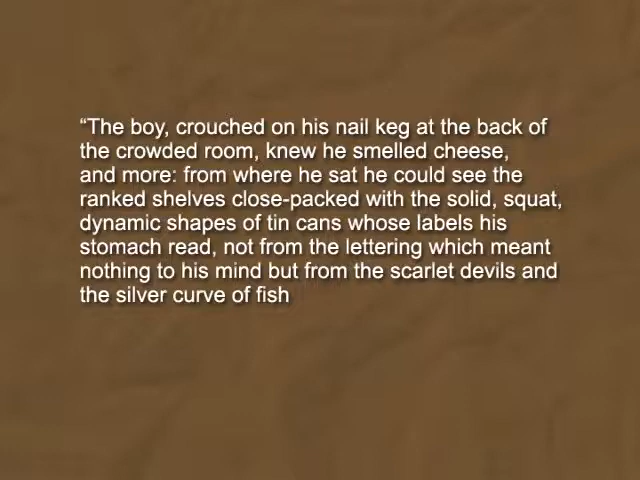 “The boy, crouched on his nail keg at the back of
the crowded room, knew he smelled cheese,
and more: from where he sat he could see the
ranked shelves close-packed with the solid, squat,
dynamic shapes of tin cans whose labels his
stomach read, not from the lettering which meant
nothing to his mind but from the scarlet devils and
the silver curve of fish